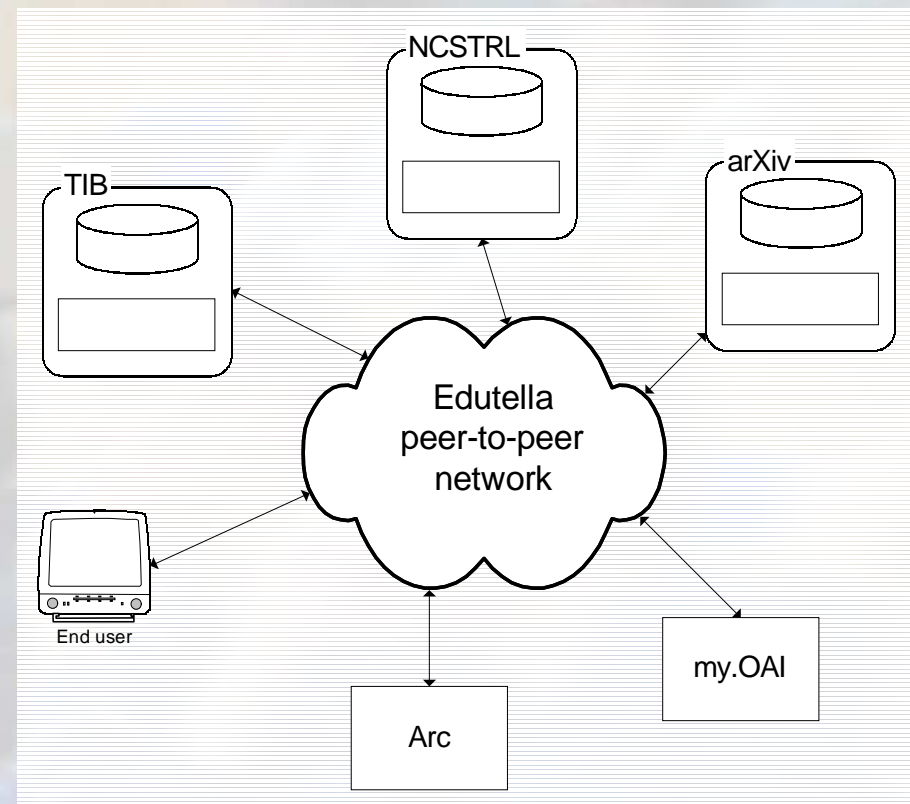 NCSTRL
arXiv
TIB
Edutella
peer-to-peer
network
End user
my.OAI
Arc